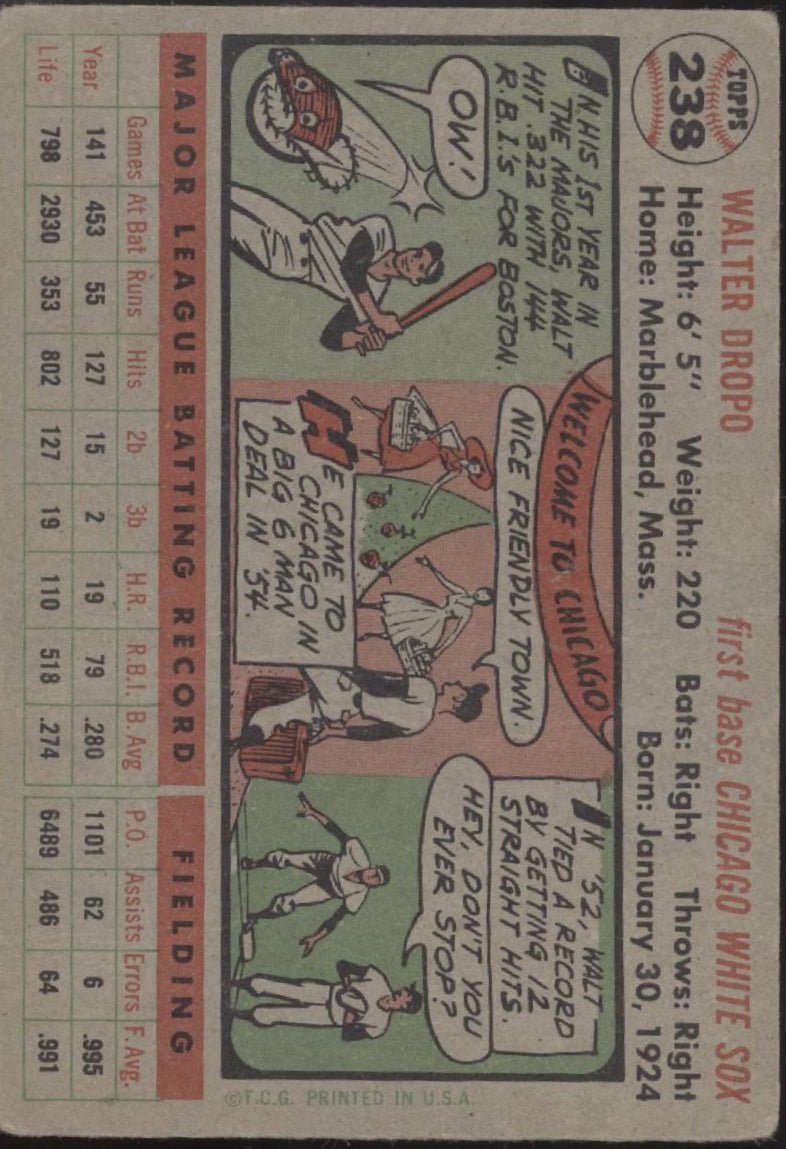 TOPPS
238
WALTER DROPO first base CHICAGO WHITE SOX
Height: 6' 5" Weight: 220 Bats: Right Throws: Right
Home: Marblehead, Mass. Born: January 30, 1924
IN HIS 1ST YEAR IN
THE MAJORS, WALT
HIT .322 WITH 144
R.B.I.'S FOR BOSTON.
OW!
WELCOME TO CHICAGO
NICE FRIENDLY TOWN.
HE CAME TO
CHICAGO IN
A BIG 6 MAN
DEAL IN '54.
IN '52, WALT
TIED A RECORD
BY GETTING 12
STRAIGHT HITS.
HEY, DON'T YOU
EVER STOP?
©T.C.G. PRINTED IN U.S.A.
MAJOR LEAGUE BATTING RECORD FIELDING
Games At Bat Runs Hits 2b 3b H.R R.B.I. B.Avg P.O. Assists Errors F.Avg.
Year 141 453 55 127 15 2 19 79 .280 1101 62 6 .995
Life 798 2930 353 802 127 19 110 518 .274 6489 486 64 .991